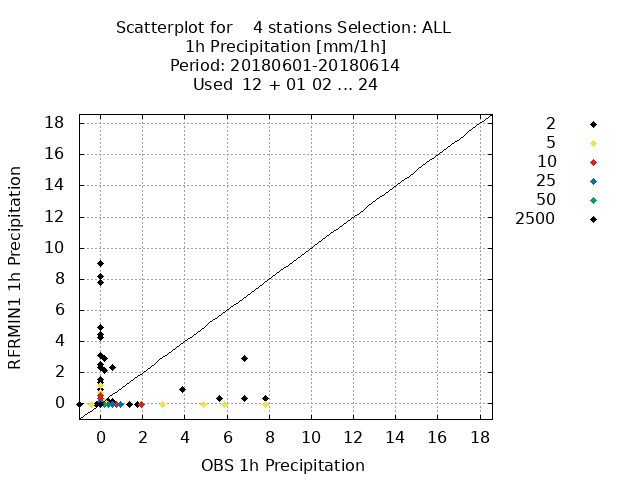 Scatterplot for    4 stations Selection: ALL
1h Precipitation [mm/1h]
Period: 20180601-20180614
Used  12 + 01 02 ... 24
18
16
14
12
10
8
6
4
2
0
0 2 4 6 8 10 12 14 16 18
RFRMIN1 1h Precipitation
OBS 1h Precipitation
2
5
10
25
50
2500